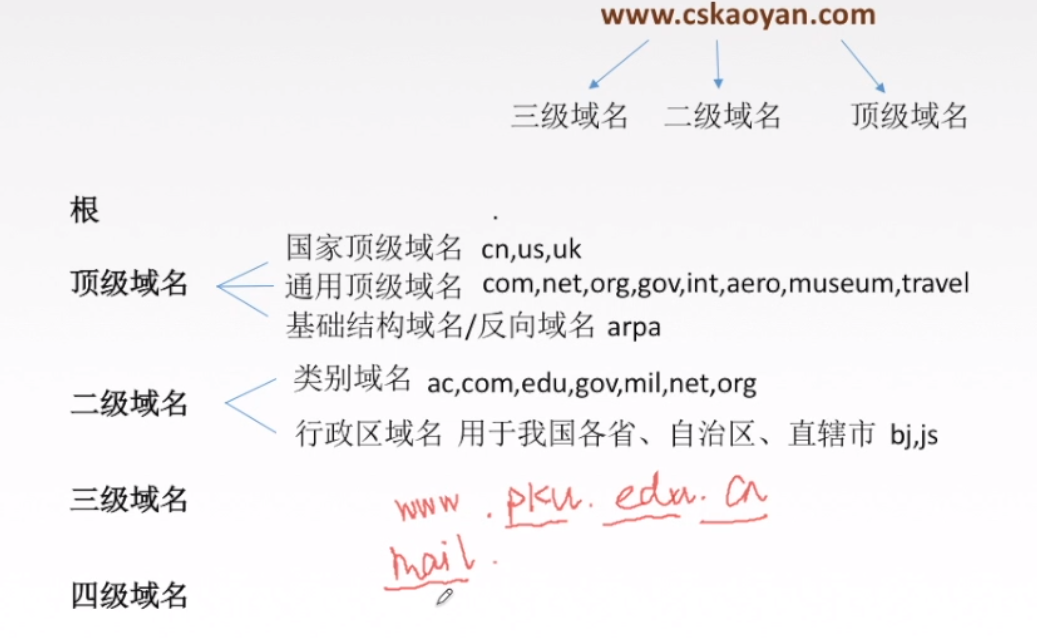 www.cskaoyan.com
三级域名 二级域名 顶级域名
根 .
国家顶级域名 cn,us,uk
顶级域名 通用顶级域名 com,net,org,gov,int,aero,museum,travel
基础结构域名/反向域名 arpa
类别域名 ac,com,edu,gov,mil,net,org
二级域名
行政区域名 用于我国各省、自治区、直辖市 bj,js
三级域名 www.pku.edu.cn
mail.
四级域名